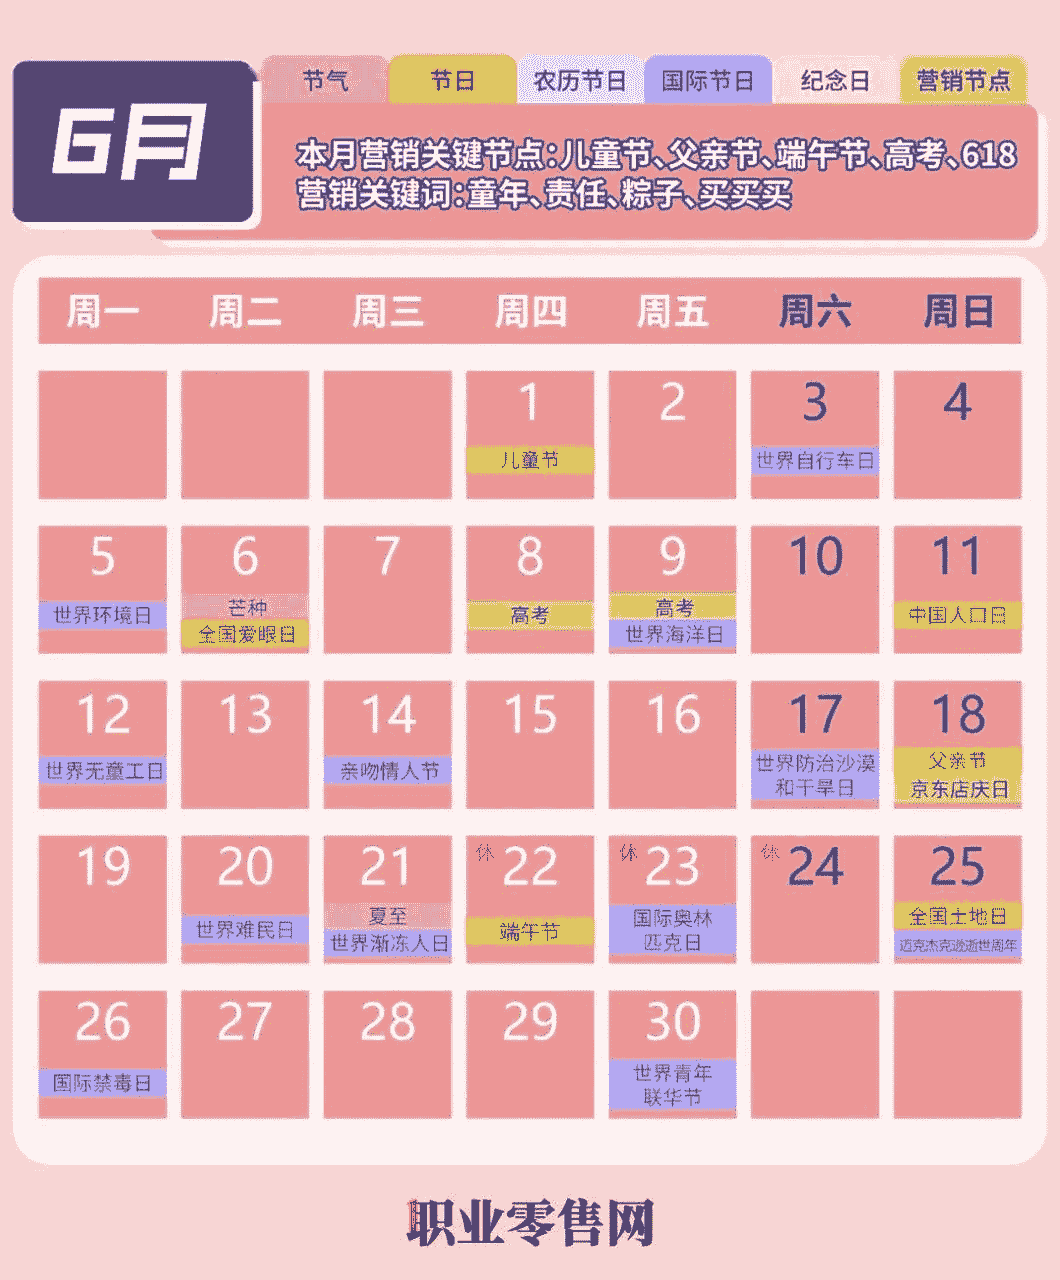 6月
节气 节日 农历节日 国际节日 纪念日 营销节点
本月营销关键节点:儿童节、父亲节、端午节、高考、618
营销关键词:童年、责任、粽子、买买买
周一 周二 周三 周四 周五 周六 周日
1 2 3 4
儿童节 世界自行车日
5 6 7 8 9 10 11
世界环境日 芒种 高考 高考 中国人口日
全国爱眼日 世界海洋日
12 13 14 15 16 17 18
世界无童工日 亲吻情人节 世界防治沙漠 父亲节
和干旱日 京东店庆日
19 20 21 休 22 休 23 休 24 25
世界难民日 夏至 端午节 国际奥林 全国土地日
世界渐冻人日 匹克日 迈克杰克逊逝世周年
26 27 28 29 30
国际禁毒日 世界青年
联华节
职业零售网